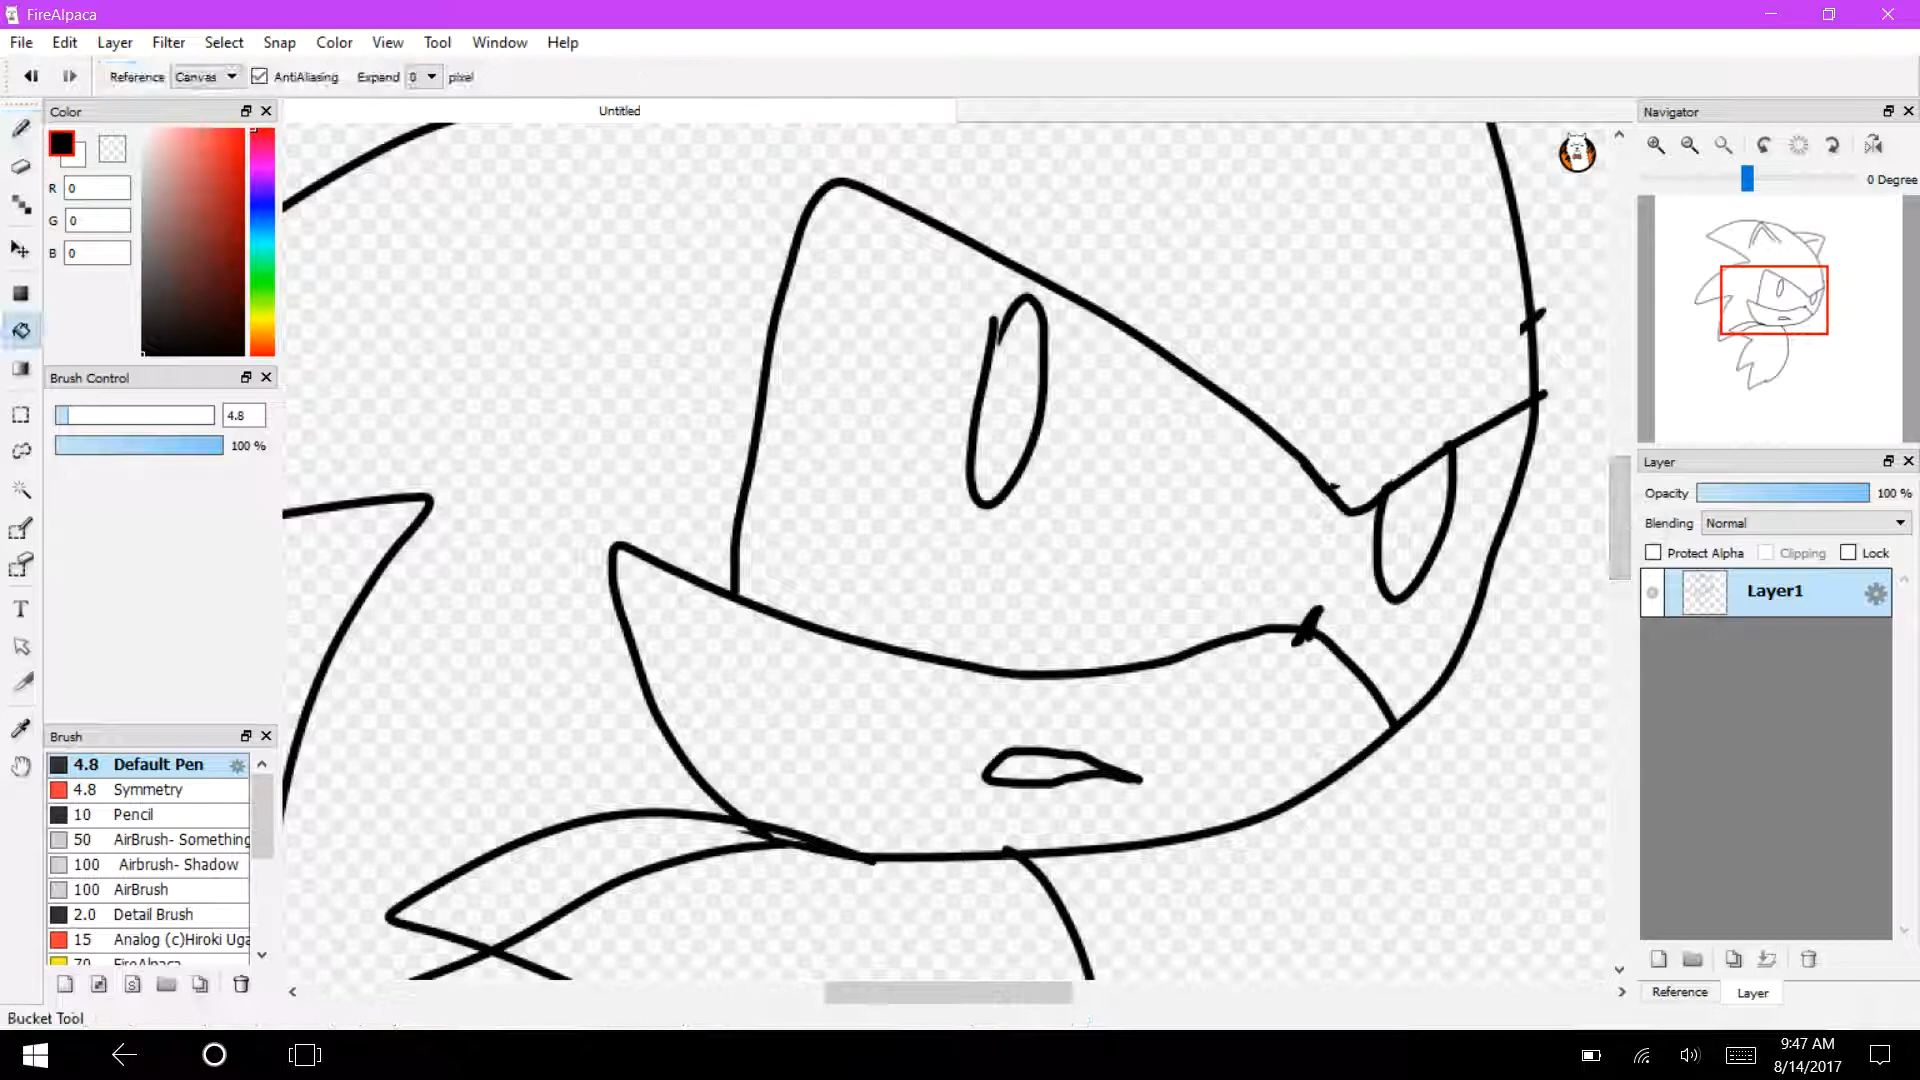 FireAlpaca
File Edit Layer Filter Select Snap Color View Tool Window Help
Reference Canvas AntiAliasing Expand 0 pixel
Color
Untitled
Navigator
R 0
G 0
B 0
0 Degree
Brush Control
4.8
100 %
Layer
Opacity 100 %
Blending Normal
Protect Alpha Clipping Lock
Layer1
Brush
4.8 Default Pen
4.8 Symmetry
10 Pencil
50 AirBrush- Something
100 Airbrush- Shadow
100 AirBrush
2.0 Detail Brush
15 Analog (c)Hiroki Uga
70 FireAlpaca
Reference Layer
Bucket Tool
9:47 AM
8/14/2017